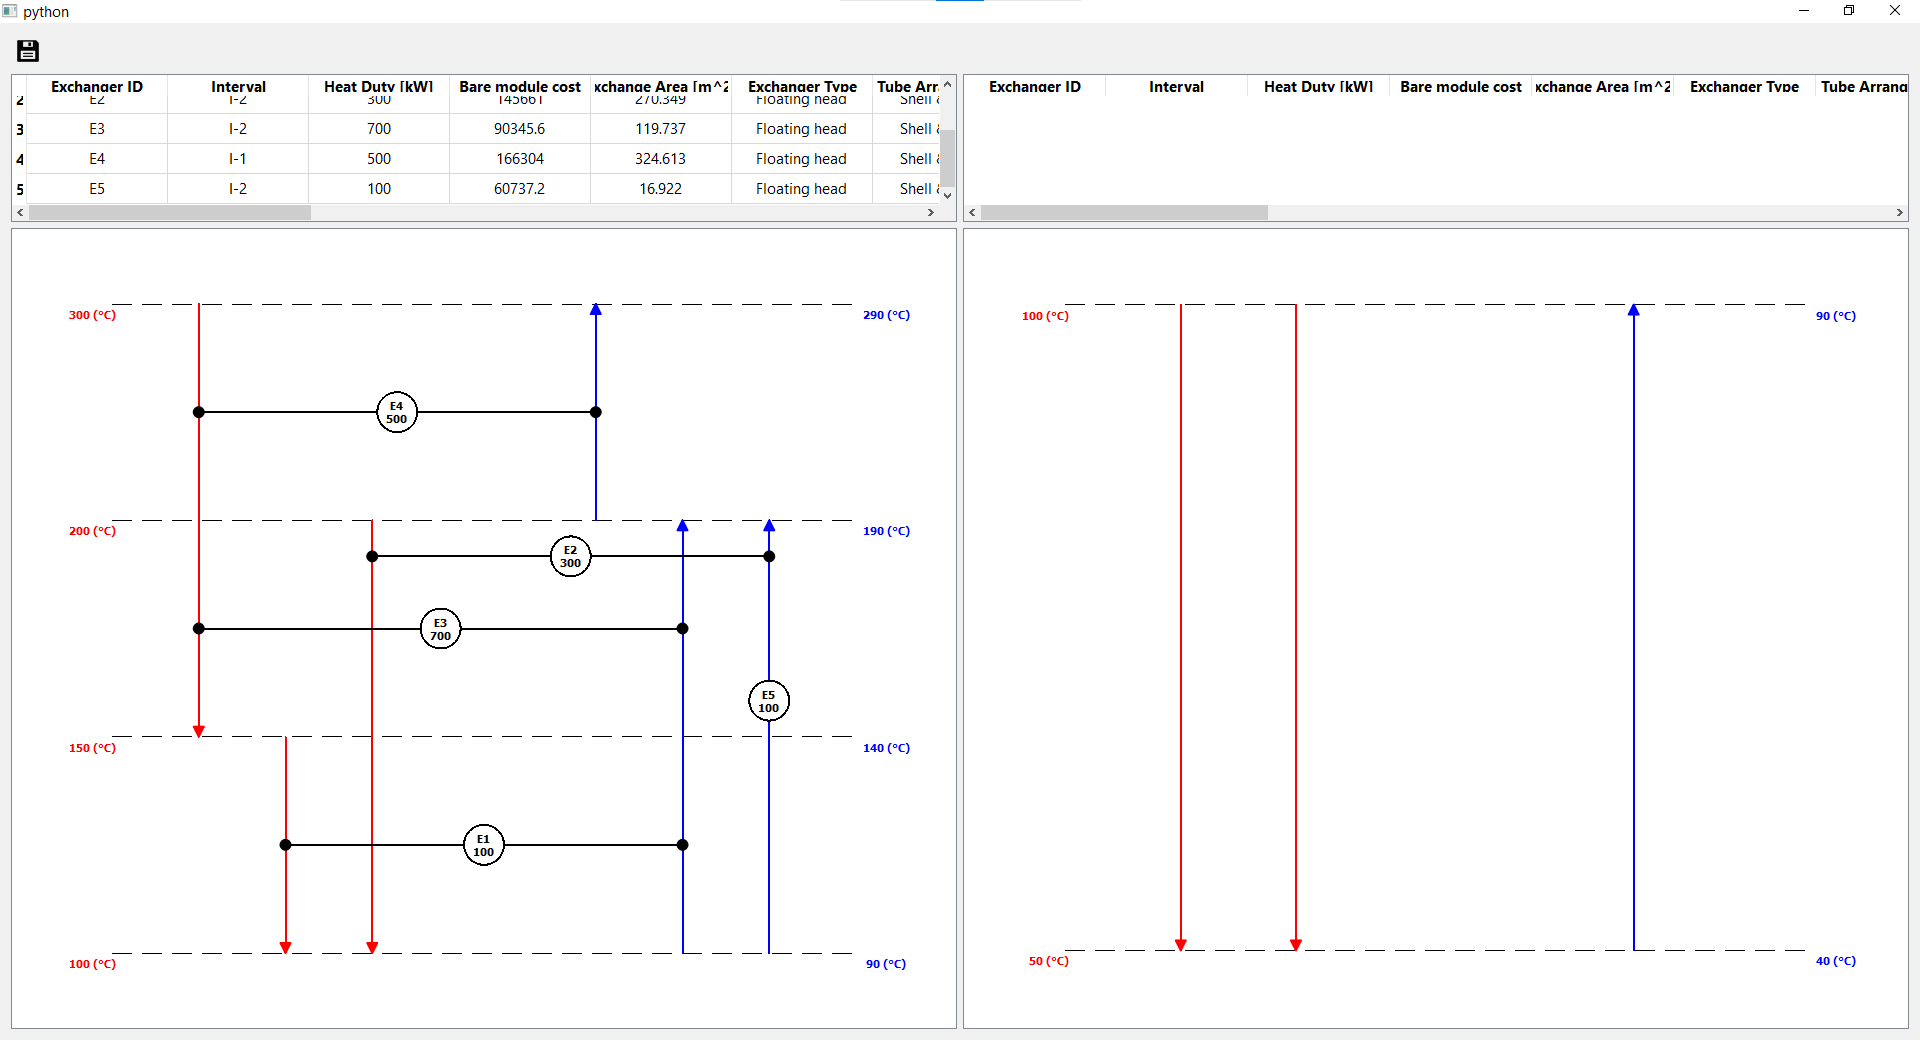 python
Exchanger ID Interval Heat Duty [kW] Bare module cost xchange Area [m^2 Exchanger Type Tube Arr
2 E2 I-2 300 145661 270.349 Floating head Shell &
3 E3 I-2 700 90345.6 119.737 Floating head Shell &
4 E4 I-1 500 166304 324.613 Floating head Shell &
5 E5 I-2 100 60737.2 16.922 Floating head Shell &
Exchanger ID Interval Heat Duty [kW] Bare module cost xchange Area [m^2 Exchanger Type Tube Arrang
300 (°C) 290 (°C)
E4
500
200 (°C) 190 (°C)
E2
300
E3
700
E5
100
150 (°C) 140 (°C)
E1
100
100 (°C) 90 (°C)
100 (°C) 90 (°C)
50 (°C) 40 (°C)